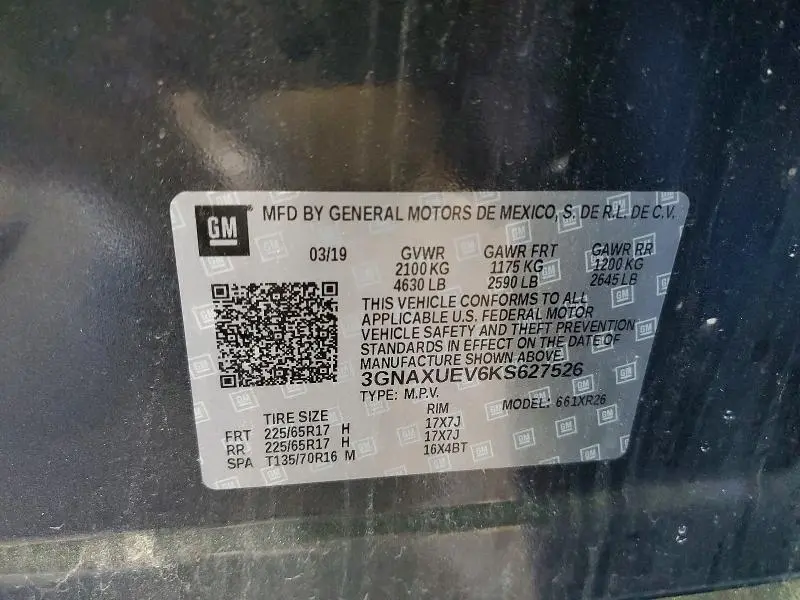 GM
MFD BY GENERAL MOTORS DE MEXICO, S. DE R.L. DE C.V.
03/19 GVWR GAWR FRT GAWR RR
2100 KG 1175 KG 1200 KG
4630 LB 2590 LB 2645 LB
THIS VEHICLE CONFORMS TO ALL
APPLICABLE U.S. FEDERAL MOTOR
VEHICLE SAFETY AND THEFT PREVENTION
STANDARDS IN EFFECT ON THE DATE OF
MANUFACTURE SHOWN ABOVE.
3GNAXUEV6KS627526
TYPE: M.P.V. MODEL: 661XR26
TIRE SIZE RIM
FRT 225/65R17 H 17X7J
RR 225/65R17 H 17X7J
SPA T135/70R16 M 16X4BT